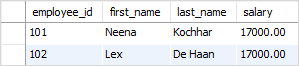 employee_id first_name last_name salary
101 Neena Kochhar 17000.00
102 Lex De Haan 17000.00